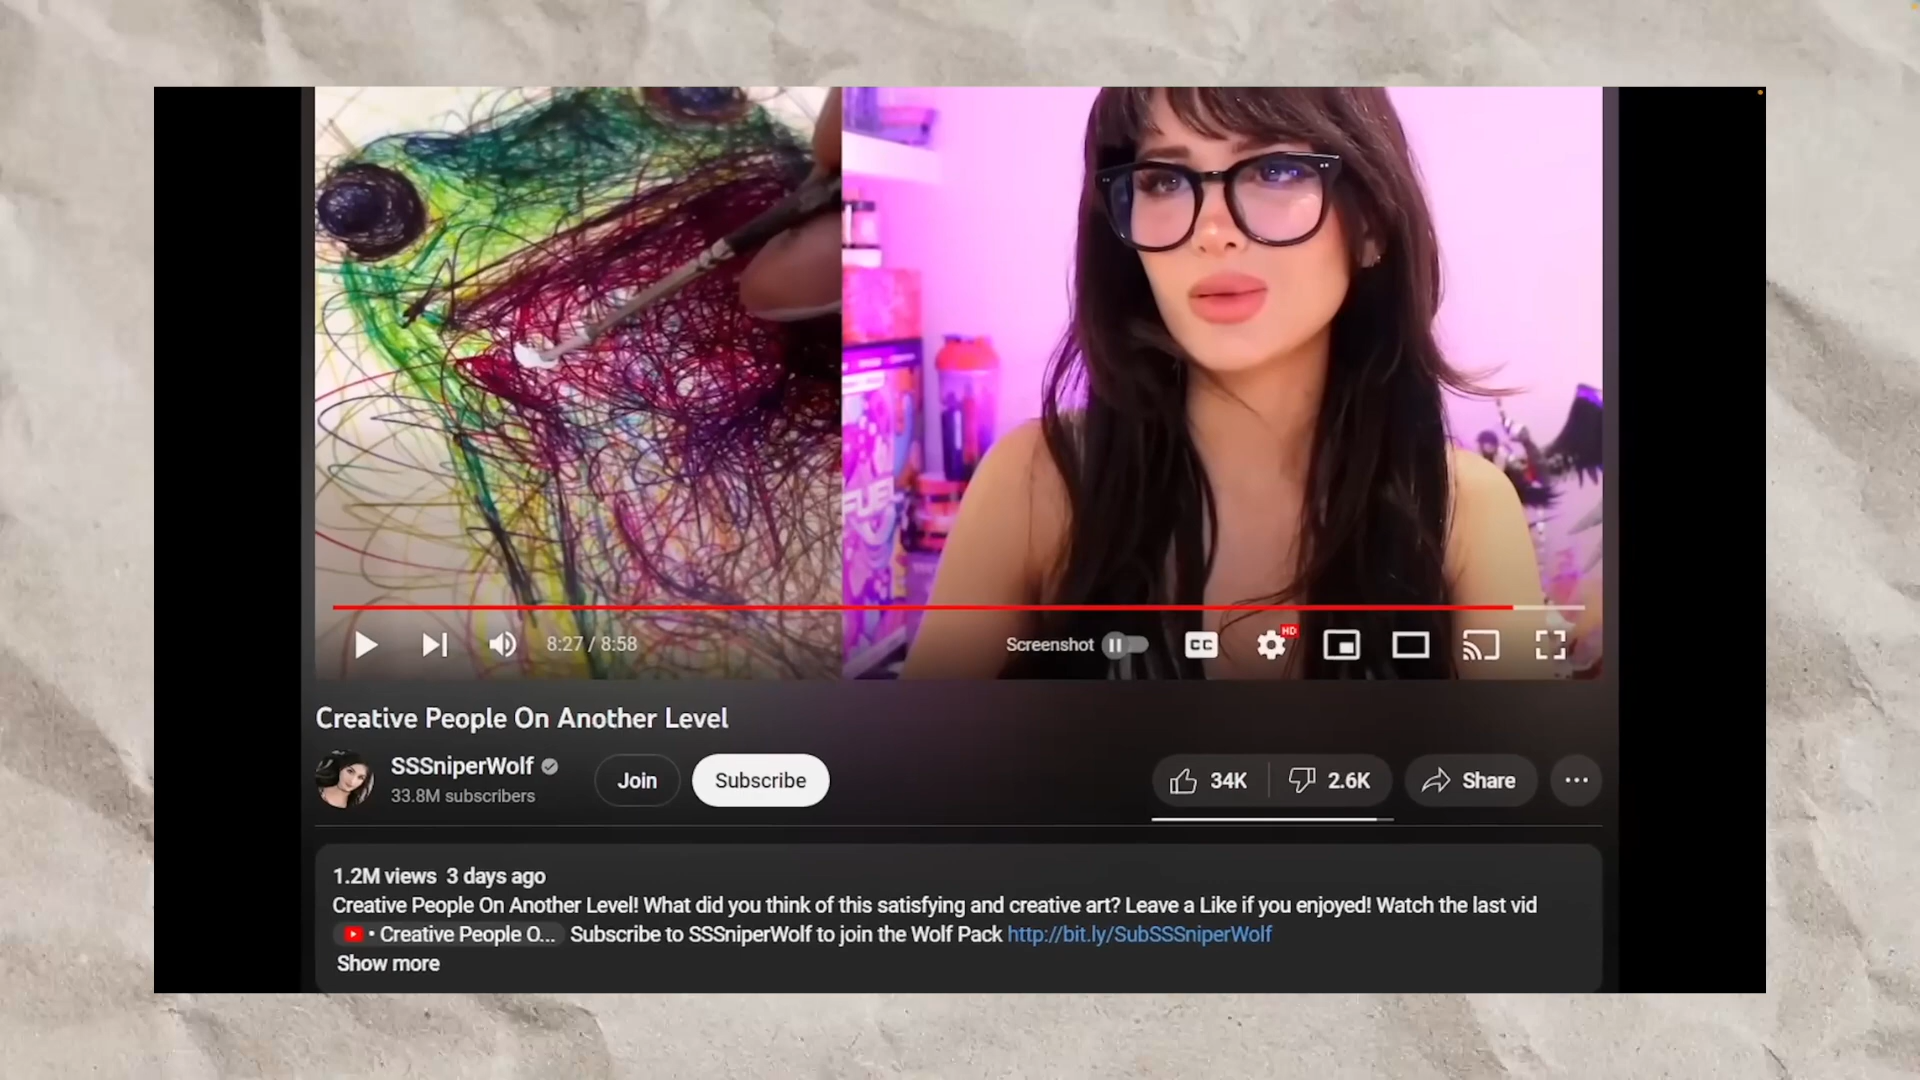 FUEL
8:27 / 8:58
Screenshot
CC
HD
Creative People On Another Level
SSSniperWolf
33.8M subscribers
Join
Subscribe
34K
2.6K
Share
1.2M views 3 days ago
Creative People On Another Level! What did you think of this satisfying and creative art? Leave a Like if you enjoyed! Watch the last vid
• Creative People O... Subscribe to SSSniperWolf to join the Wolf Pack http://bit.ly/SubSSSniperWolf
Show more